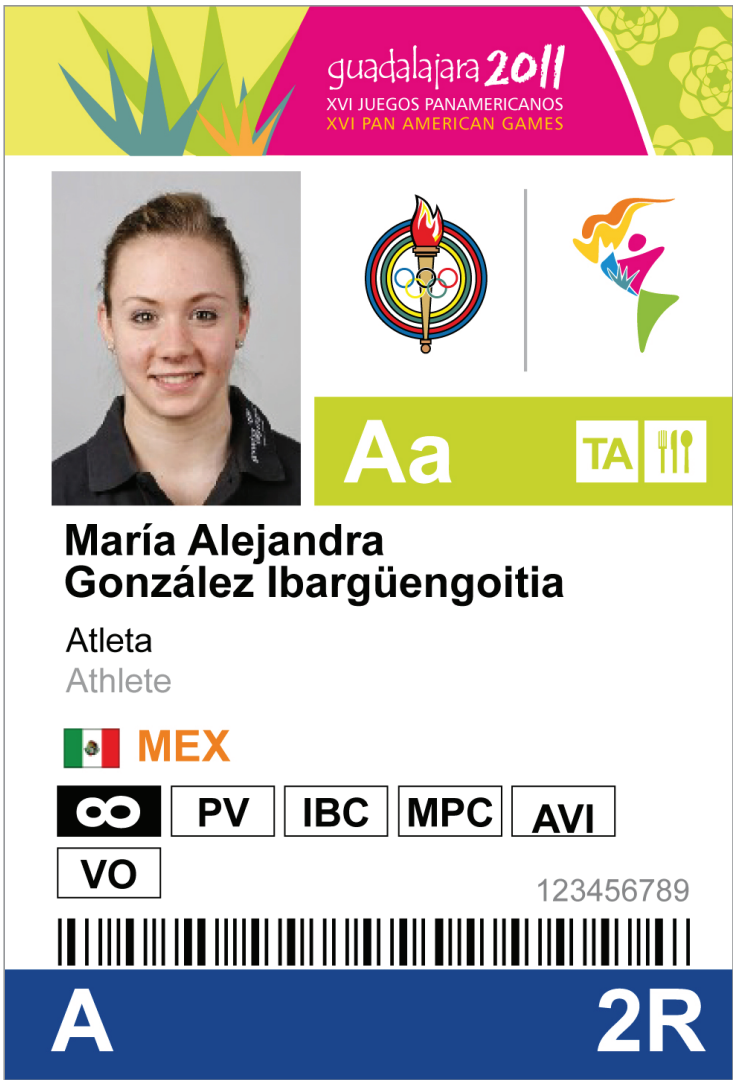 guadalajara 2011
XVI JUEGOS PANAMERICANOS
XVI PAN AMERICAN GAMES
Aa
TA
María Alejandra
González Ibargüengoitia
Atleta
Athlete
MEX
∞ PV IBC MPC AVI
VO
123456789
A 2R